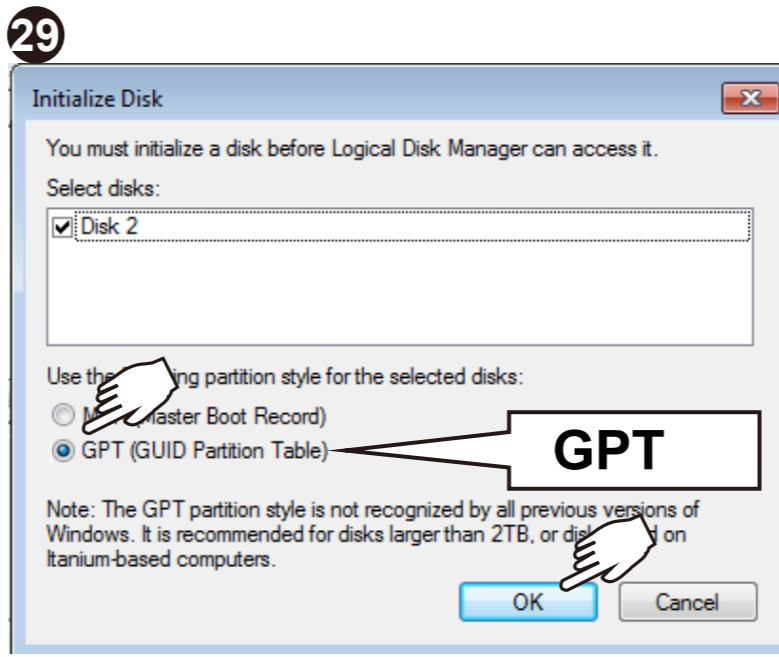 29
Initialize Disk
You must initialize a disk before Logical Disk Manager can access it.
Select disks:
Disk 2
Use the ing partition style for the selected disks:
M (Master Boot Record)
GPT (GUID Partition Table)
GPT
Note: The GPT partition style is not recognized by all previous versions of
Windows. It is recommended for disks larger than 2TB, or on
Itanium-based computers.
OK
Cancel